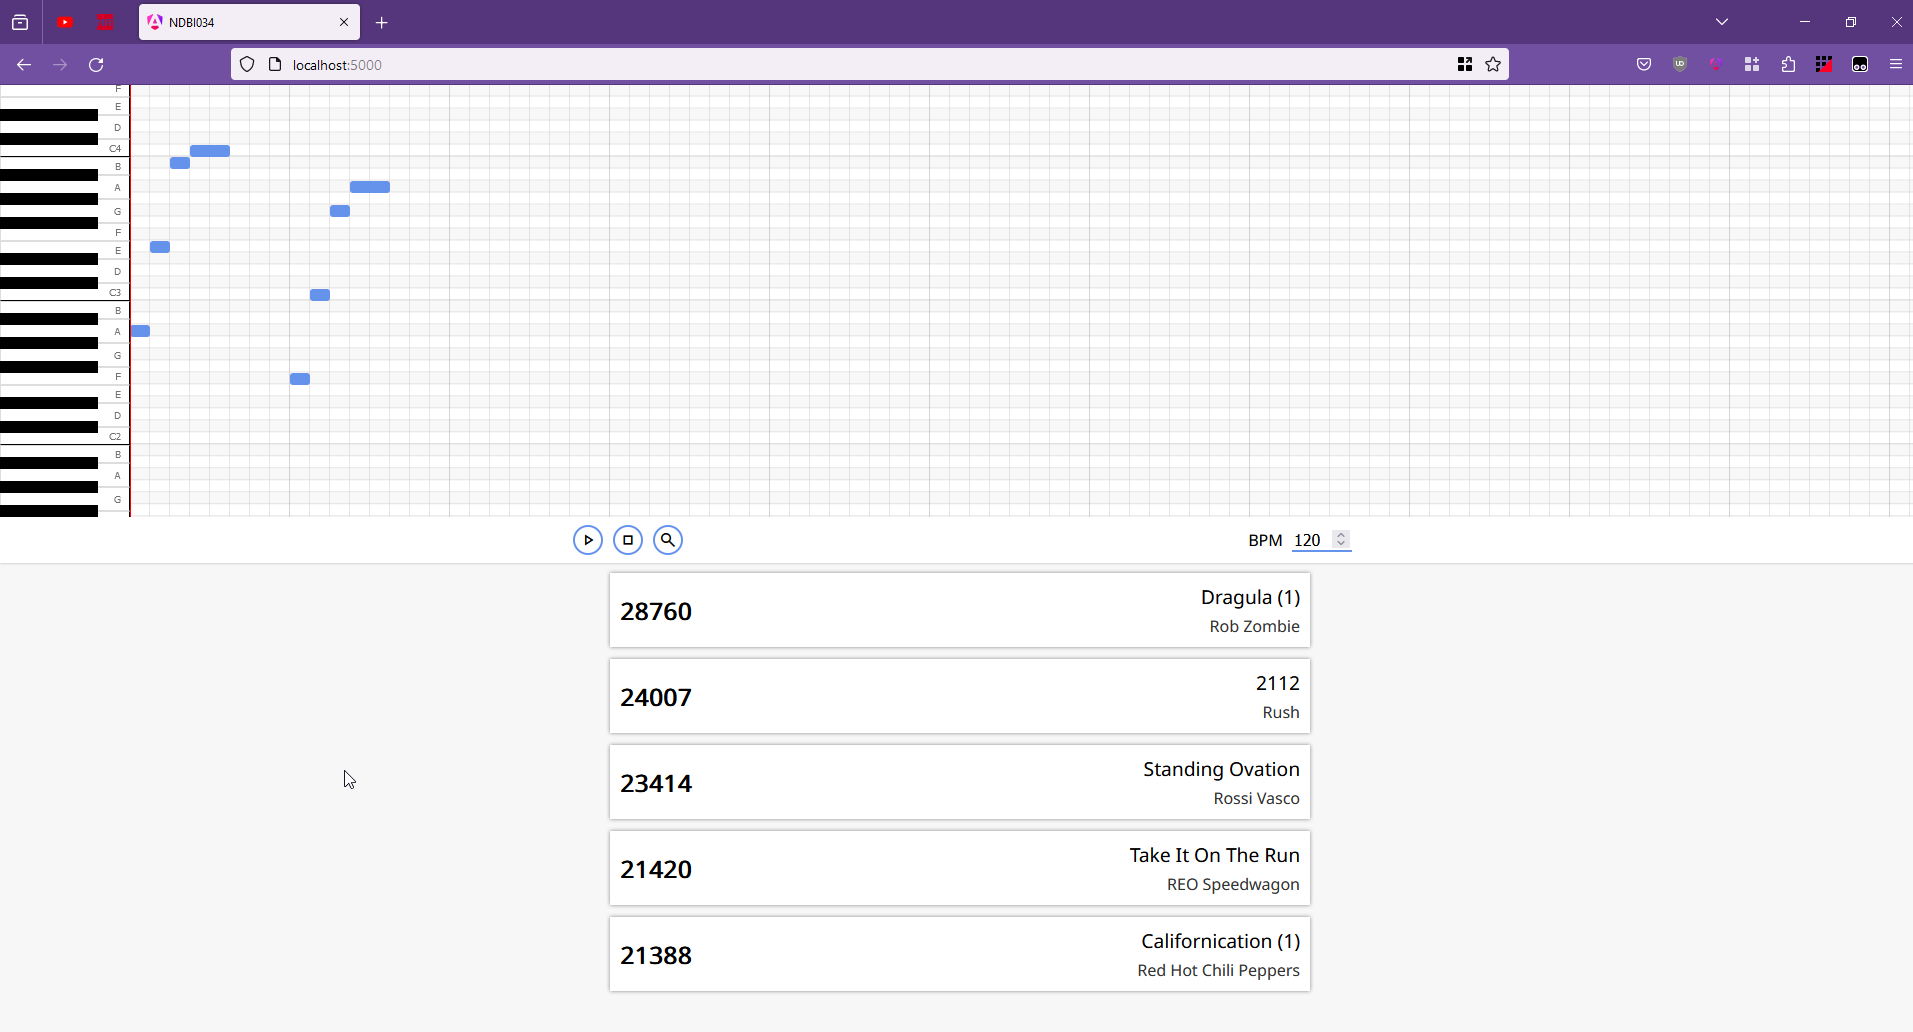 NDBI034
localhost:5000
F
E
D
C4
B
A
G
F
E
D
C3
B
A
G
F
E
D
C2
B
A
G
BPM 120
28760
Dragula (1)
Rob Zombie
24007
2112
Rush
23414
Standing Ovation
Rossi Vasco
21420
Take It On The Run
REO Speedwagon
21388
Californication (1)
Red Hot Chili Peppers